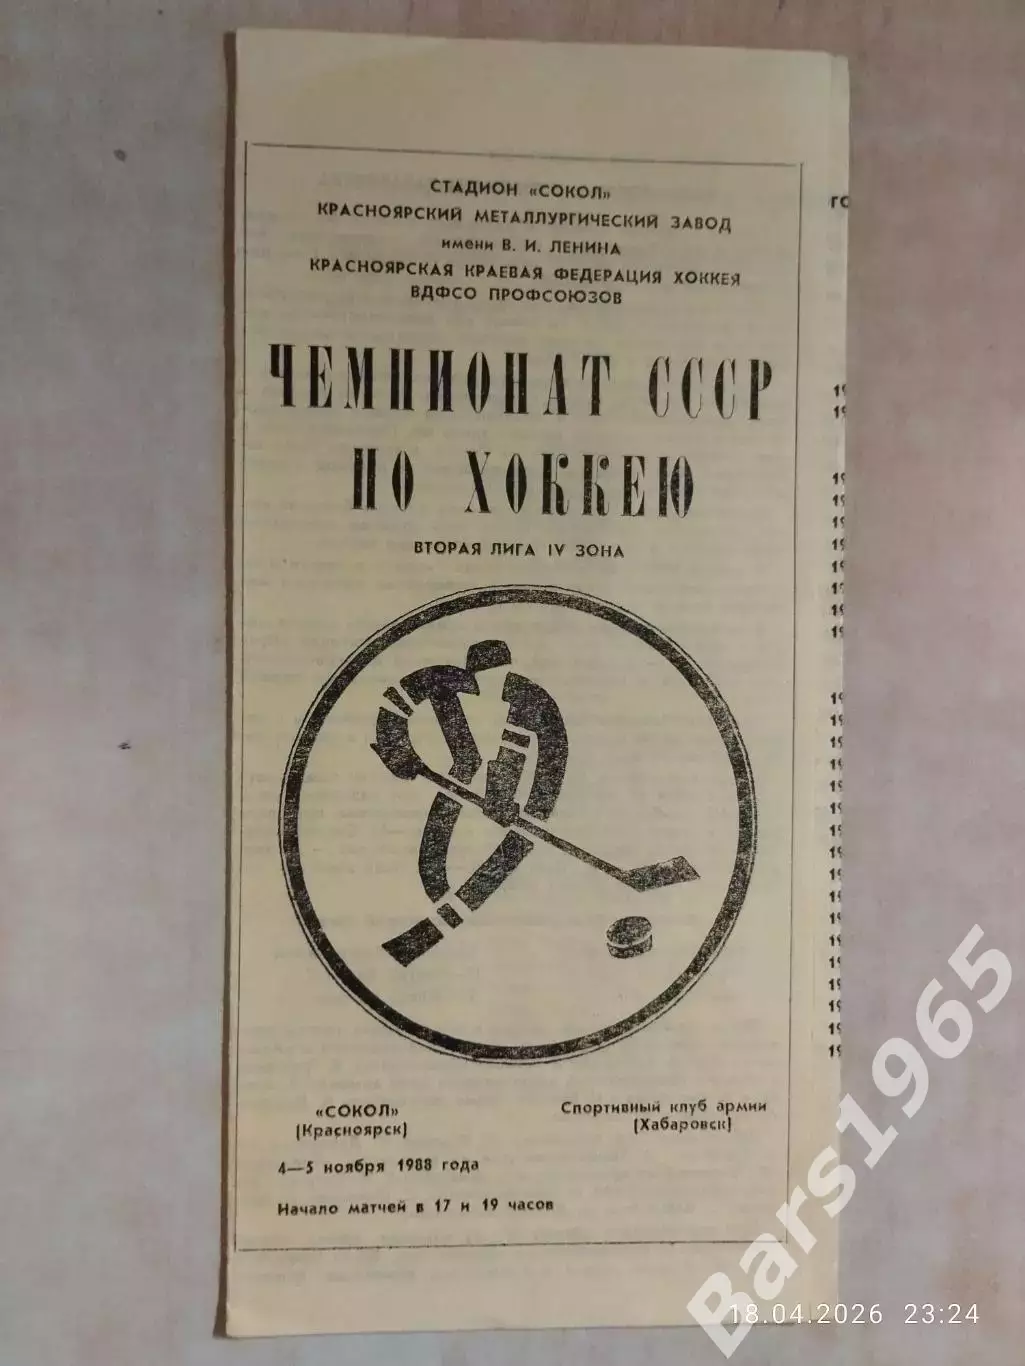 СТАДИОН «СОКОЛ»
КРАСНОЯРСКИЙ МЕТАЛЛУРГИЧЕСКИЙ ЗАВОД
имени В. И. ЛЕНИНА
КРАСНОЯРСКАЯ КРАЕВАЯ ФЕДЕРАЦИЯ ХОККЕЯ
ВДФСО ПРОФСОЮЗОВ
ЧЕМПИОНАТ СССР
ПО ХОККЕЮ
ВТОРАЯ ЛИГА IV ЗОНА
«СОКОЛ»
(Красноярск)
Спортивный клуб армии
(Хабаровск)
4—5 ноября 1988 года
Начало матчей в 17 и 19 часов
Bars1965
18.04.2026 23:24